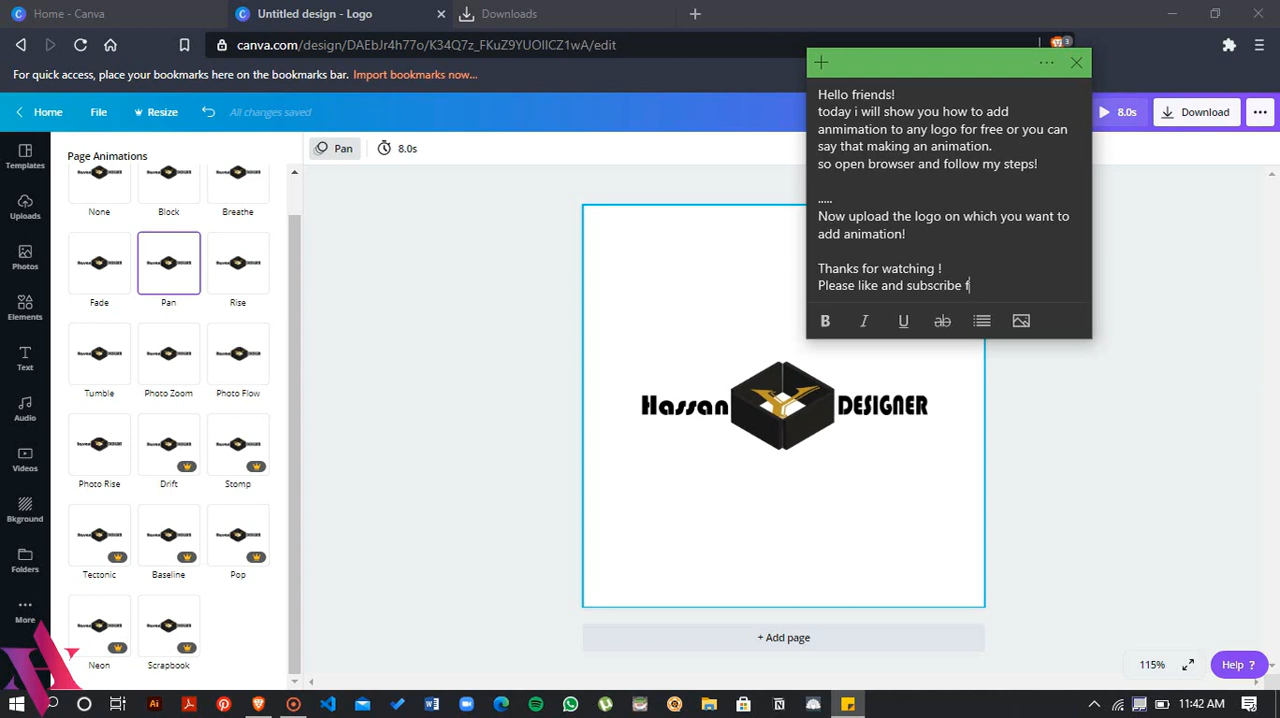 Home - Canva
Untitled design - Logo
Downloads
canva.com/design/DAEbJr4h77o/K34Q7z_FKuZ9YUOIlCZ1wA/edit
3
For quick access, place your bookmarks here on the bookmarks bar. Import bookmarks now...
Home
File
Resize
All changes saved
8.0s
Download
Templates
Uploads
Photos
Elements
Text
Audio
Videos
Bkground
Folders
More
Page Animations
None
Block
Breathe
Fade
Pan
Rise
Tumble
Photo Zoom
Photo Flow
Photo Rise
Drift
Stomp
Tectonic
Baseline
Pop
Neon
Scrapbook
Pan
8.0s
Hello friends!
today i will show you how to add
anmimation to any logo for free or you can
say that making an animation.
so open browser and follow my steps!
.....
Now upload the logo on which you want to
add animation!
Thanks for watching !
Please like and subscribe f
B I U ab
Hassan DESIGNER
+ Add page
115%
Help ?
11:42 AM